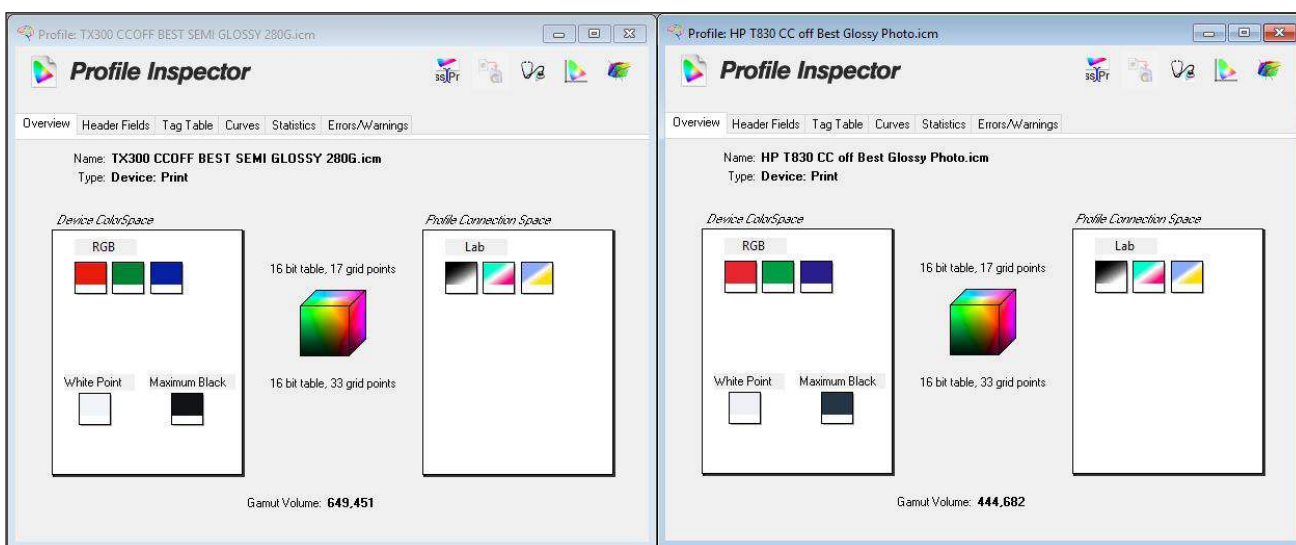 Profile: TX300 CCOFF BEST SEMI GLOSSY 280G.icm
Profile Inspector
Overview Header Fields Tag Table Curves Statistics Errors/Warnings
Name: TX300 CCOFF BEST SEMI GLOSSY 280G.icm
Type: Device: Print
Device ColorSpace
Profile Connection Space
RGB
Lab
16 bit table, 17 grid points
16 bit table, 33 grid points
White Point
Maximum Black
Gamut Volume: 649,451
Profile: HP T830 CC off Best Glossy Photo.icm
Profile Inspector
Overview Header Fields Tag Table Curves Statistics Errors/Warnings
Name: HP T830 CC off Best Glossy Photo.icm
Type: Device: Print
Device ColorSpace
Profile Connection Space
RGB
Lab
16 bit table, 17 grid points
16 bit table, 33 grid points
White Point
Maximum Black
Gamut Volume: 444,682